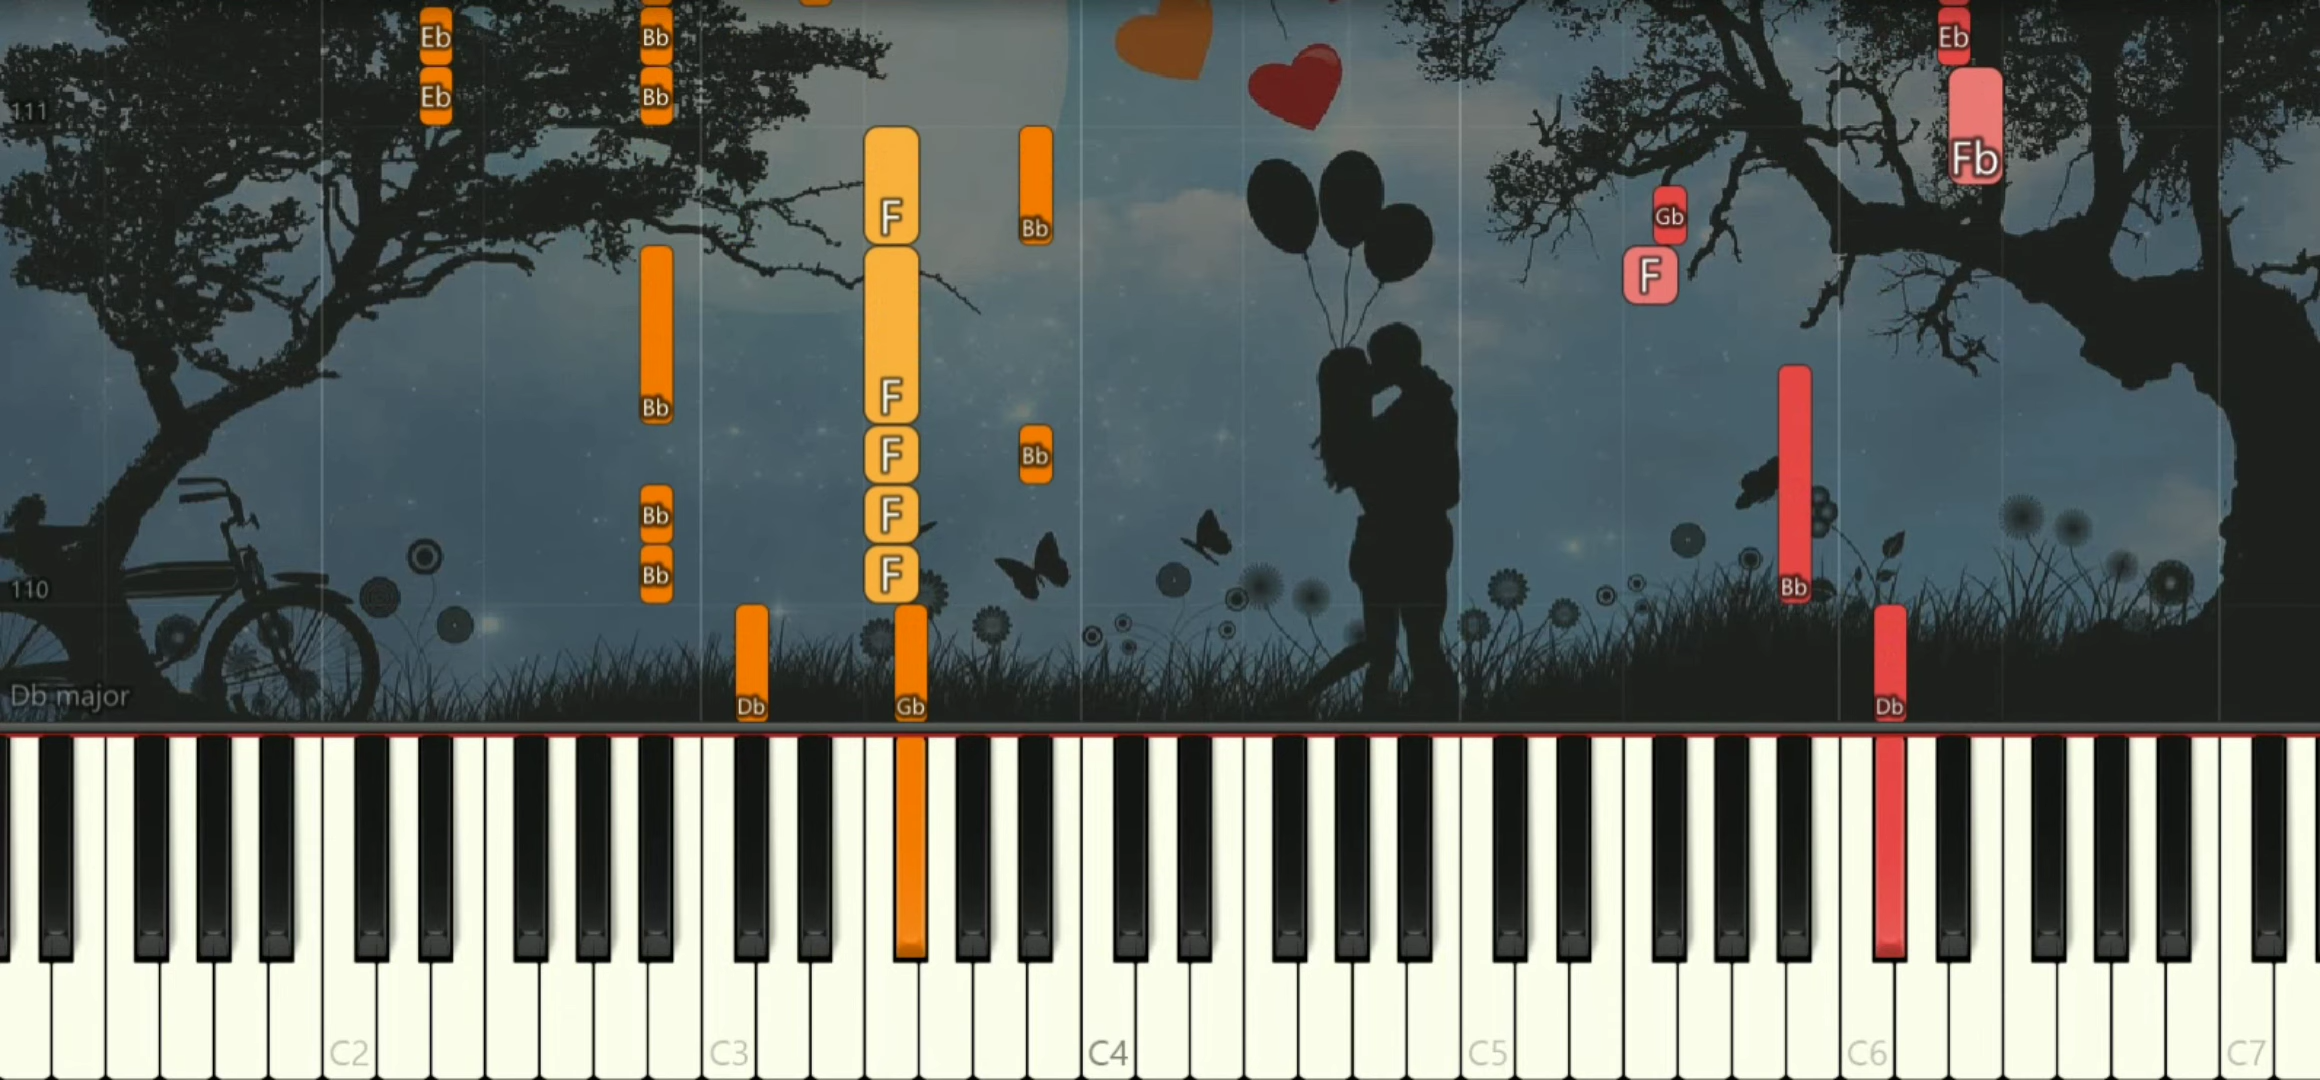 Eb Bb Eb
Eb Bb
111
Fb
F Bb Gb
F
F Bb
F Bb
Bb F
Bb F
110 Bb
Db major Db Gb Db
C2 C3 C4 C5 C6 C7